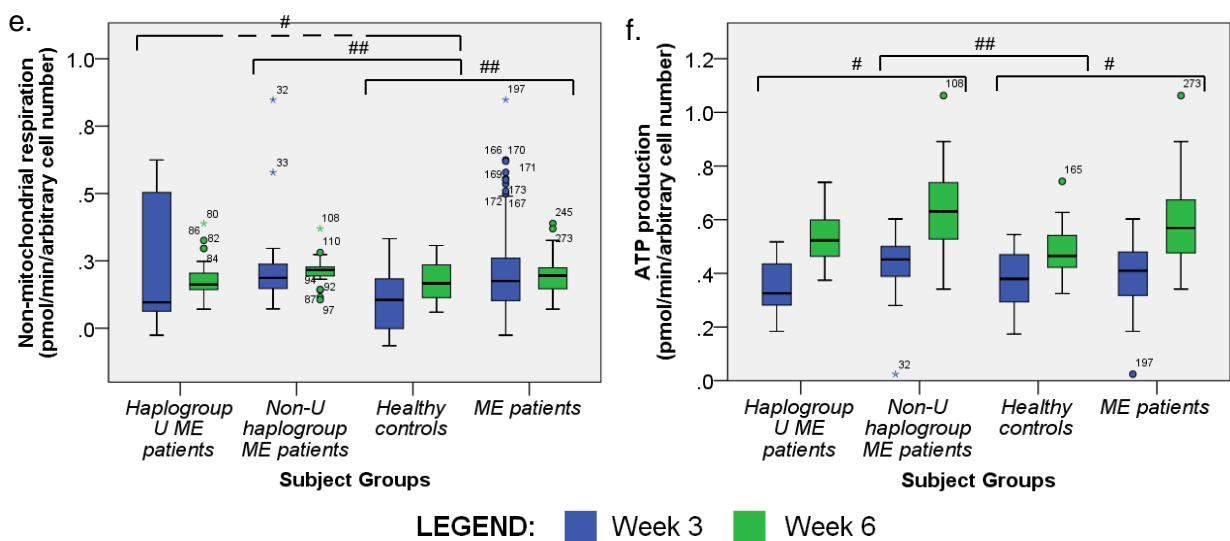 e.
#
##
##
Non-mitochondrial respiration
(pmol/min/arbitrary cell number)
1.0
.8
.5
.3
.0
86
80
82
84
32
33
108
110
94
92
87
97
197
166
170
169
171
173
172
167
245
273
Haplogroup
U ME
patients
Non-U
haplogroup
ME patients
Healthy
controls
ME patients
Subject Groups
f.
#
##
#
ATP production
(pmol/min/arbitrary cell number)
1.2
1.0
.8
.6
.4
.2
.0
108
32
165
273
197
Haplogroup
U ME
patients
Non-U
haplogroup
ME patients
Healthy
controls
ME patients
Subject Groups
LEGEND: Week 3 Week 6